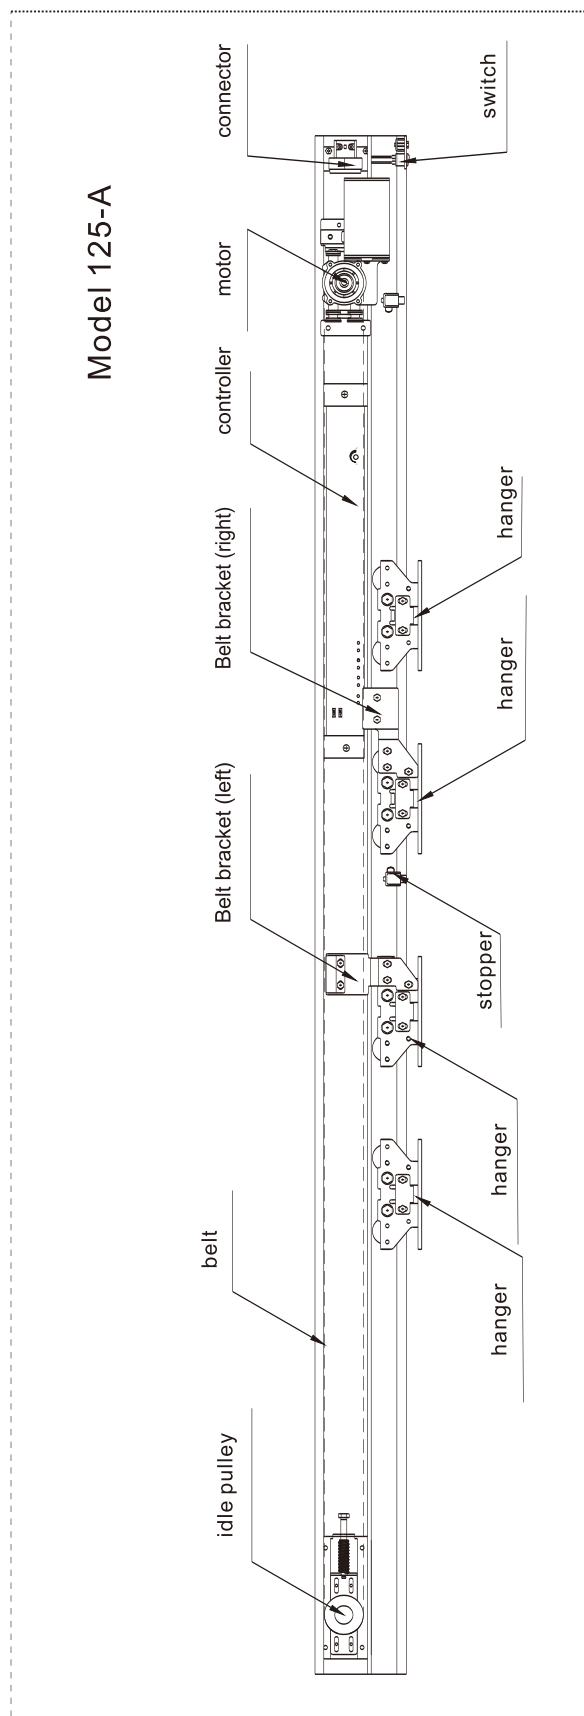 Model 125-A
idle pulley
belt
Belt bracket (left)
Belt bracket (right)
controller
motor
connector
hanger
hanger
stopper
hanger
hanger
switch